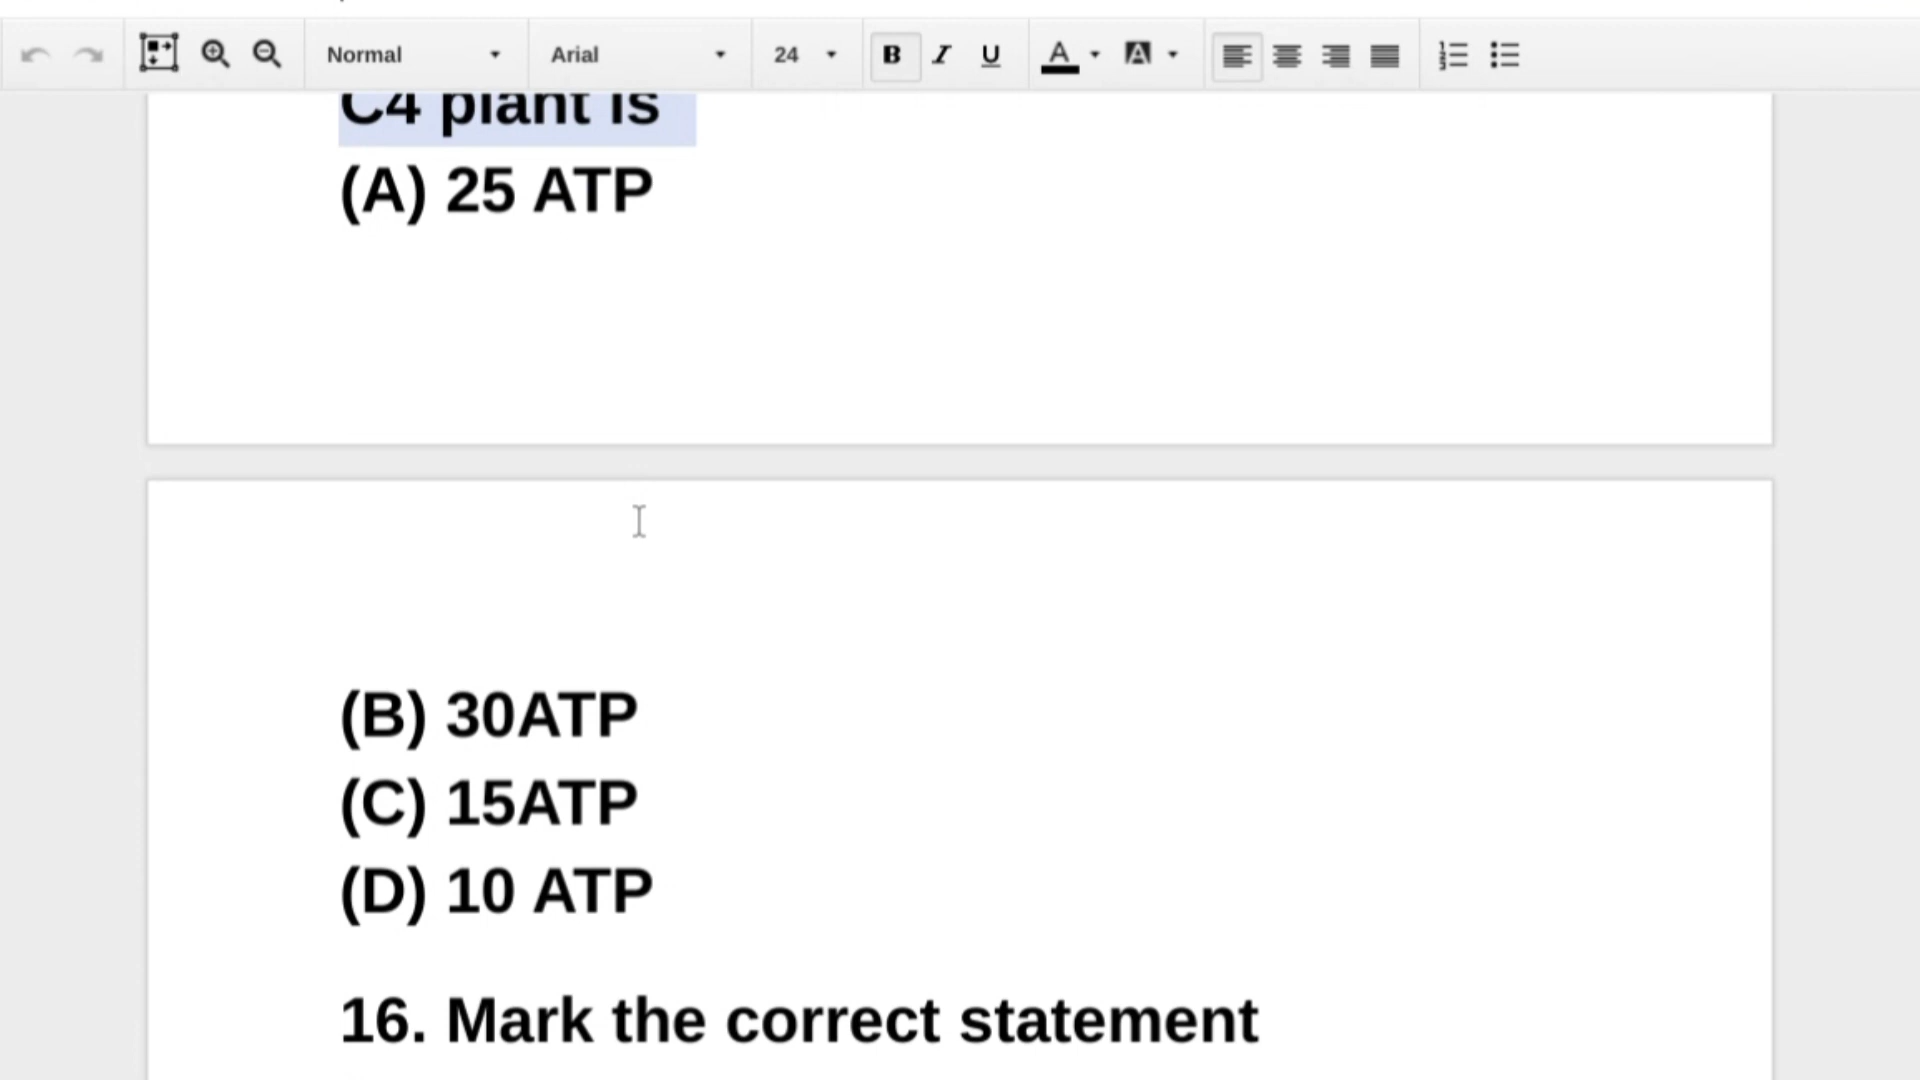 Normal
Arial
24
B
I
U
A
A
C4 plant is
(A) 25 ATP
(B) 30ATP
(C) 15ATP
(D) 10 ATP
16. Mark the correct statement